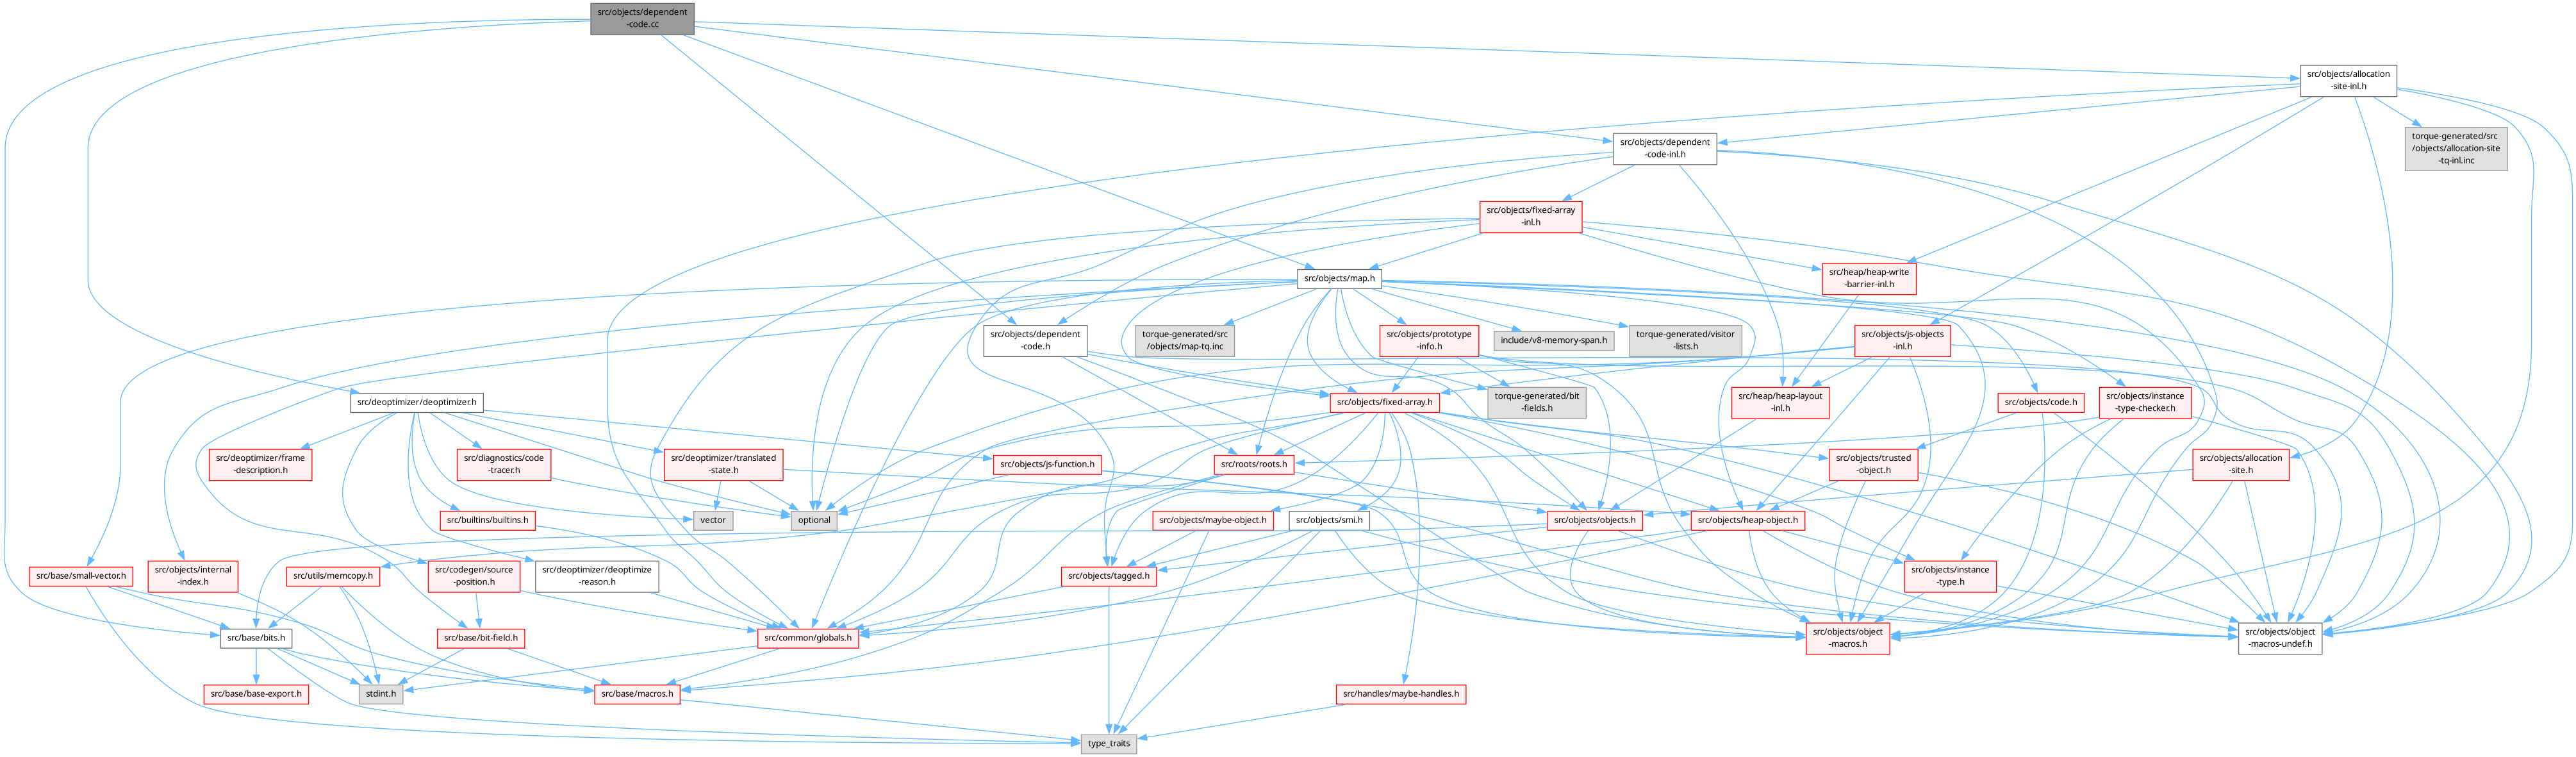 src/objects/dependent
-code.cc
src/objects/allocation
-site-inl.h
src/objects/dependent
-code-inl.h
torque-generated/src
/objects/allocation-site
-tq-inl.inc
src/objects/fixed-array
-inl.h
src/objects/map.h
src/heap/heap-write
-barrier-inl.h
src/objects/dependent
-code.h
torque-generated/src
/objects/map-tq.inc
src/objects/prototype
-info.h
include/v8-memory-span.h
torque-generated/visitor
-lists.h
src/objects/js-objects
-inl.h
src/deoptimizer/deoptimizer.h
src/objects/fixed-array.h
torque-generated/bit
-fields.h
src/heap/heap-layout
-inl.h
src/objects/code.h
src/objects/instance
-type-checker.h
src/deoptimizer/frame
-description.h
src/diagnostics/code
-tracer.h
src/deoptimizer/translated
-state.h
src/objects/js-function.h
src/roots/roots.h
src/objects/trusted
-object.h
src/objects/allocation
-site.h
src/builtins/builtins.h
vector
optional
src/objects/maybe-object.h
src/objects/smi.h
src/objects/objects.h
src/objects/heap-object.h
src/base/small-vector.h
src/objects/internal
-index.h
src/utils/memcopy.h
src/codegen/source
-position.h
src/deoptimizer/deoptimize
-reason.h
src/objects/tagged.h
src/objects/instance
-type.h
src/base/bits.h
src/base/bit-field.h
src/common/globals.h
src/objects/object
-macros.h
src/objects/object
-macros-undef.h
src/base/base-export.h
stdint.h
src/base/macros.h
src/handles/maybe-handles.h
type_traits